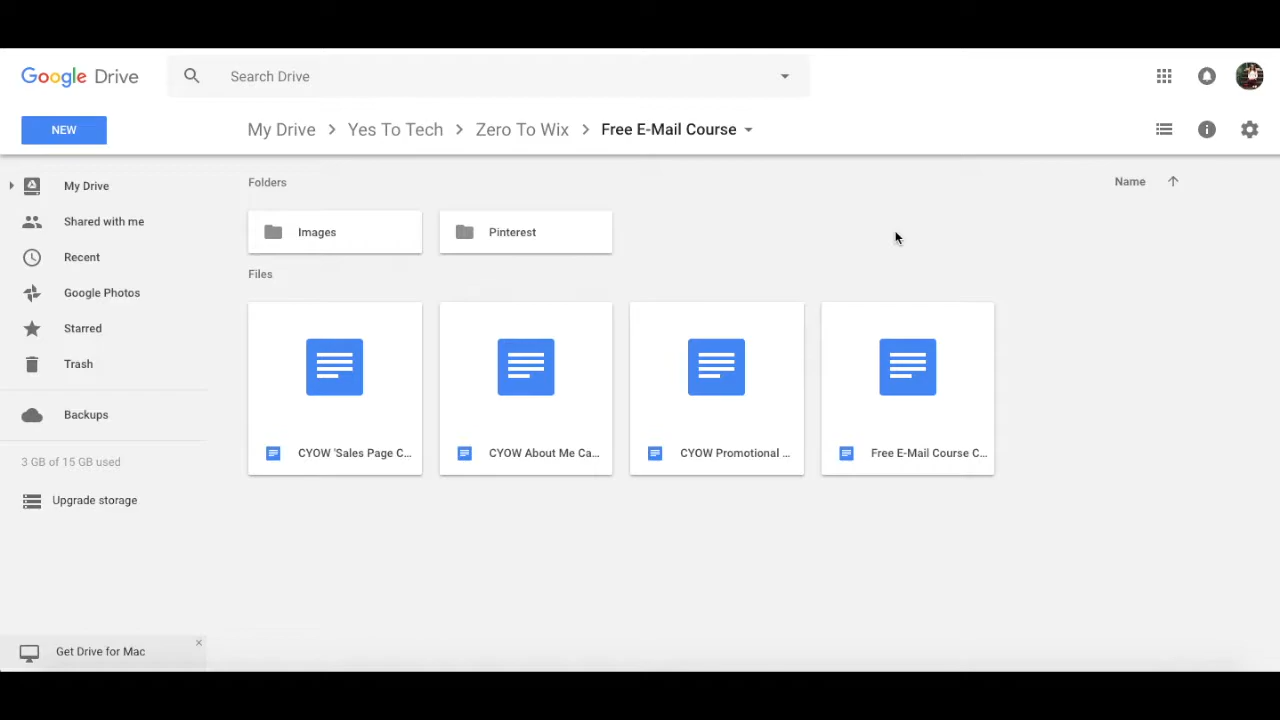 Google Drive
Search Drive
NEW
My Drive > Yes To Tech > Zero To Wix > Free E-Mail Course
My Drive
Shared with me
Recent
Google Photos
Starred
Trash
Backups
3 GB of 15 GB used
Upgrade storage
Get Drive for Mac
Folders
Name
Images
Pinterest
Files
CYOW 'Sales Page C...
CYOW About Me Ca...
CYOW Promotional ...
Free E-Mail Course C...